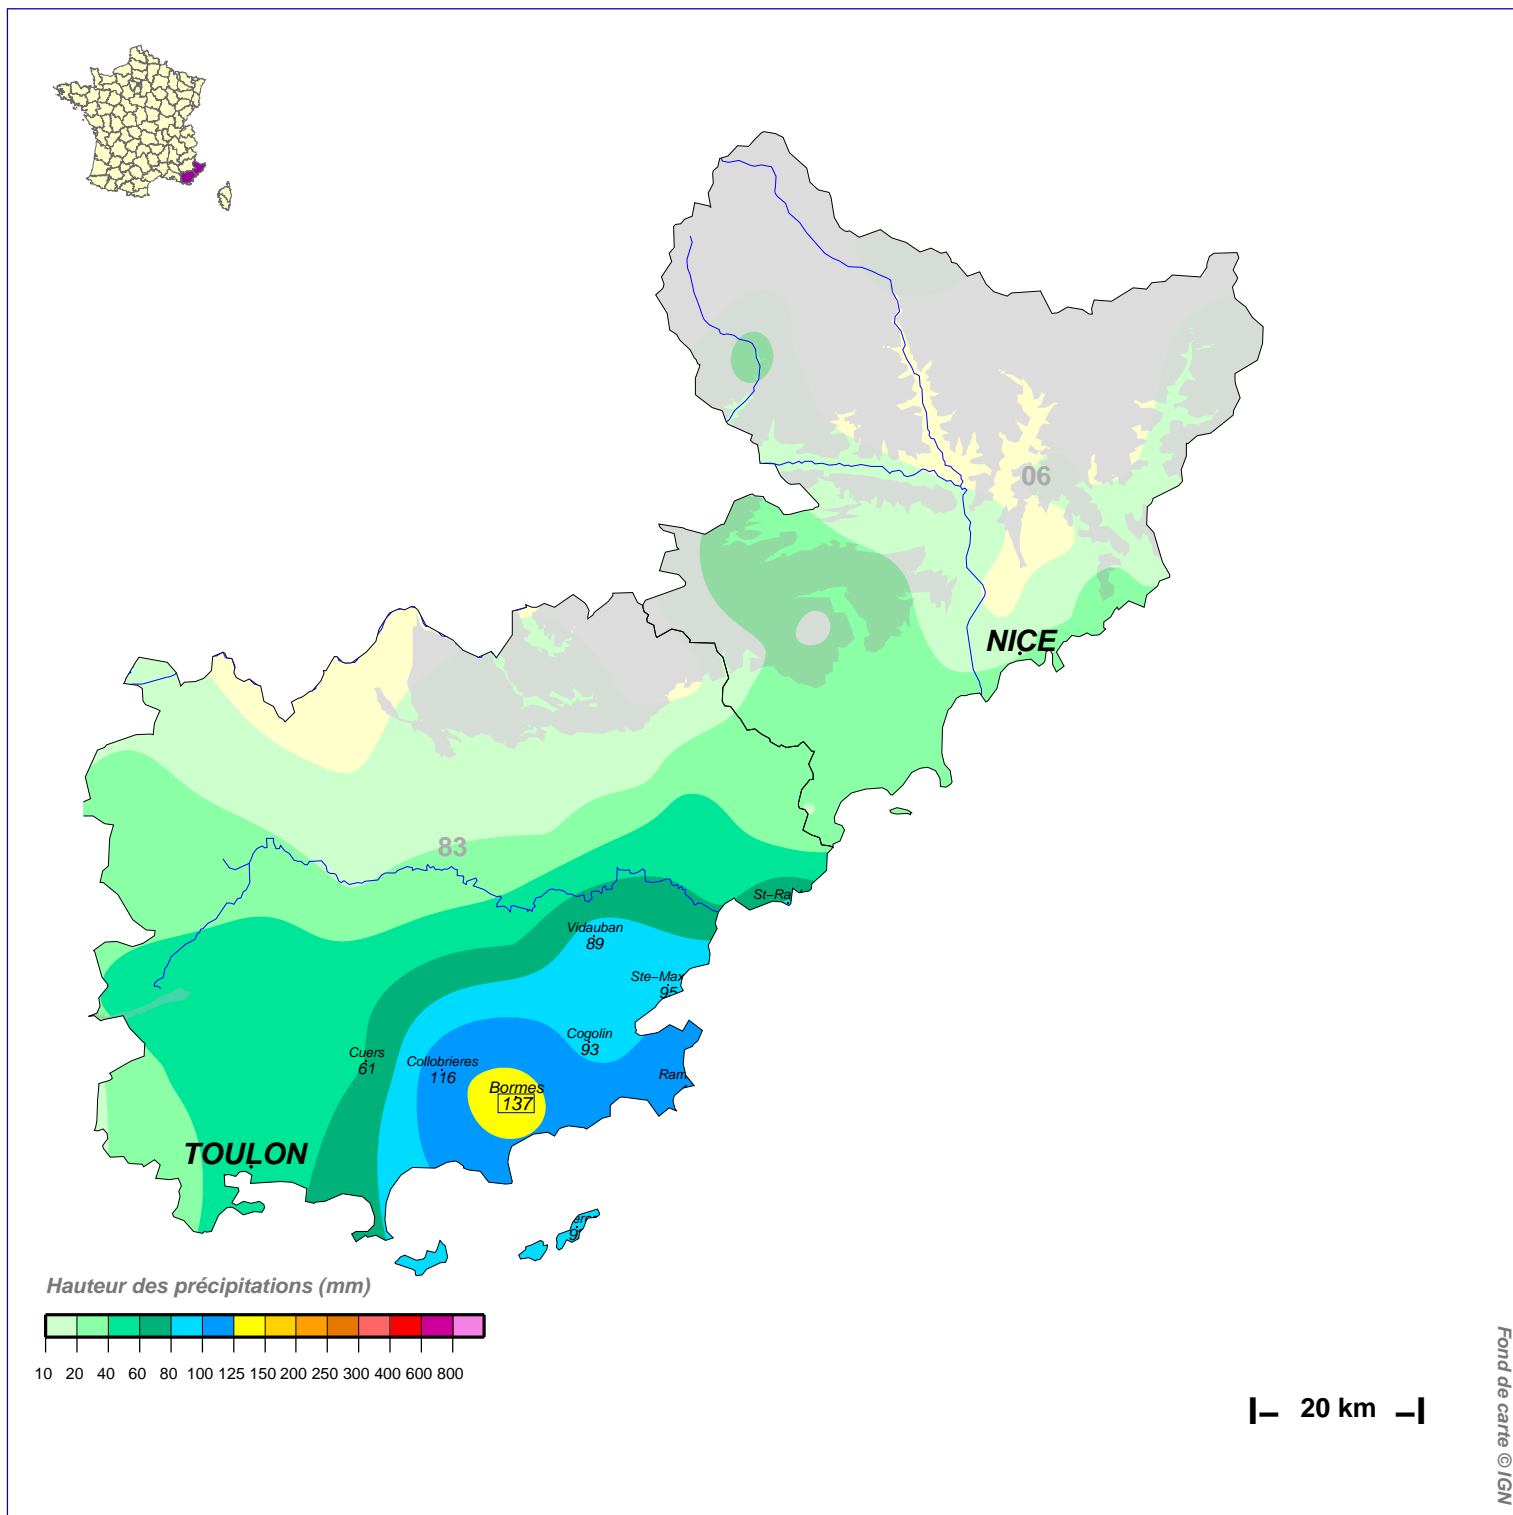 06
NICE
83
St-Ra
Vidauban
89
Ste-Max
95
Cogolin
93
Cuers
61
Collobrieres
116
Ram
Bormes
137
TOULON
Hauteur des précipitations (mm)
10 20 40 60 80 100 125 150 200 250 300 400 600 800
20 km
Fond de carte © IGN